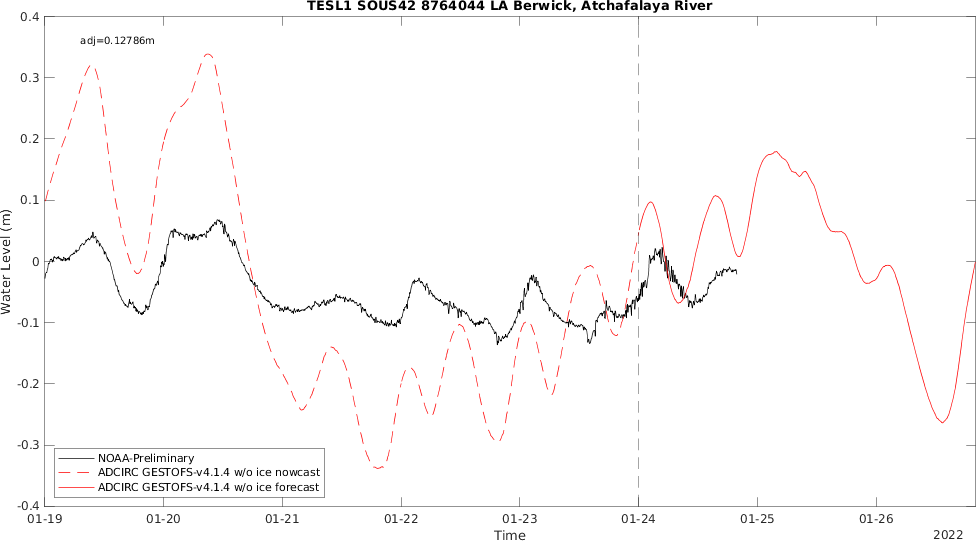 TESL1 SOUS42 8764044 LA Berwick, Atchafalaya River
adj=0.12786m
0.4
0.3
0.2
0.1
0
-0.1
-0.2
-0.3
-0.4
Water Level (m)
NOAA-Preliminary
ADCIRC GESTOFS-v4.1.4 w/o ice nowcast
ADCIRC GESTOFS-v4.1.4 w/o ice forecast
01-19 01-20 01-21 01-22 01-23 01-24 01-25 01-26
Time
2022